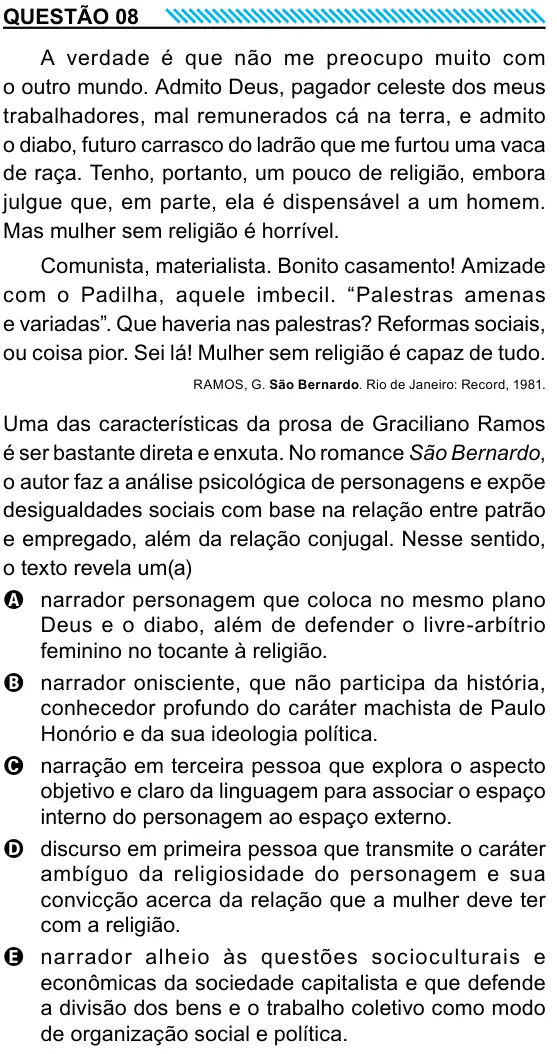 QUESTÃO 08
A verdade é que não me preocupo muito com
o outro mundo. Admito Deus, pagador celeste dos meus
trabalhadores, mal remunerados cá na terra, e admito
o diabo, futuro carrasco do ladrão que me furtou uma vaca
de raça. Tenho, portanto, um pouco de religião, embora
julgue que, em parte, ela é dispensável a um homem.
Mas mulher sem religião é horrível.
Comunista, materialista. Bonito casamento! Amizade
com o Padilha, aquele imbecil. “Palestras amenas
e variadas”. Que haveria nas palestras? Reformas sociais,
ou coisa pior. Sei lá! Mulher sem religião é capaz de tudo.
RAMOS, G. São Bernardo. Rio de Janeiro: Record, 1981.
Uma das características da prosa de Graciliano Ramos
é ser bastante direta e enxuta. No romance São Bernardo,
o autor faz a análise psicológica de personagens e expõe
desigualdades sociais com base na relação entre patrão
e empregado, além da relação conjugal. Nesse sentido,
o texto revela um(a)
A narrador personagem que coloca no mesmo plano
Deus e o diabo, além de defender o livre-arbítrio
feminino no tocante à religião.
B narrador onisciente, que não participa da história,
conhecedor profundo do caráter machista de Paulo
Honório e da sua ideologia política.
C narração em terceira pessoa que explora o aspecto
objetivo e claro da linguagem para associar o espaço
interno do personagem ao espaço externo.
D discurso em primeira pessoa que transmite o caráter
ambíguo da religiosidade do personagem e sua
convicção acerca da relação que a mulher deve ter
com a religião.
E narrador alheio às questões socioculturais e
econômicas da sociedade capitalista e que defende
a divisão dos bens e o trabalho coletivo como modo
de organização social e política.